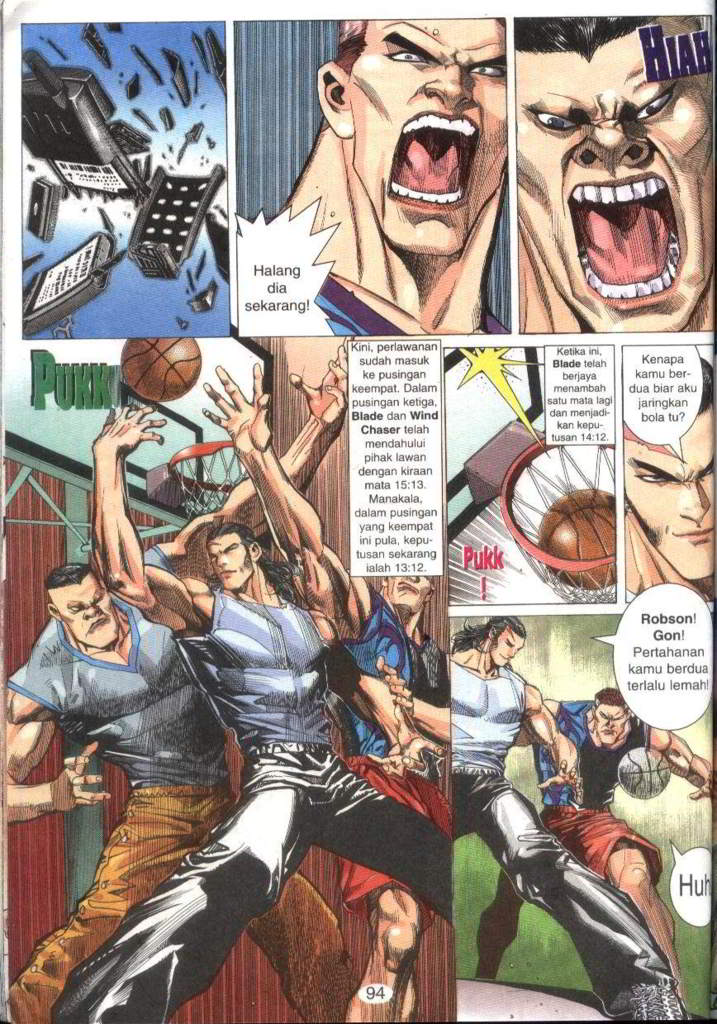 HIAH
Halang
dia
sekarang!
PUKK
Kini, perlawanan
sudah masuk
ke pusingan
keempat. Dalam
pusingan ketiga,
Blade dan Wind
Chaser telah
mendahului
pihak lawan
dengan kiraan
mata 15:13.
Manakala,
dalam pusingan
yang keempat
ini pula, kepu-
tusan sekarang
ialah 13:12.
Ketika ini,
Blade telah
berjaya
menambah
satu mata lagi
dan menjadi-
kan kepu-
tusan 14:12.
Kenapa
kamu ber-
dua biar aku
jaringkan
bola tu?
Pukk
!
Robson!
Gon!
Pertahanan
kamu berdua
terlalu lemah!
Huh
94